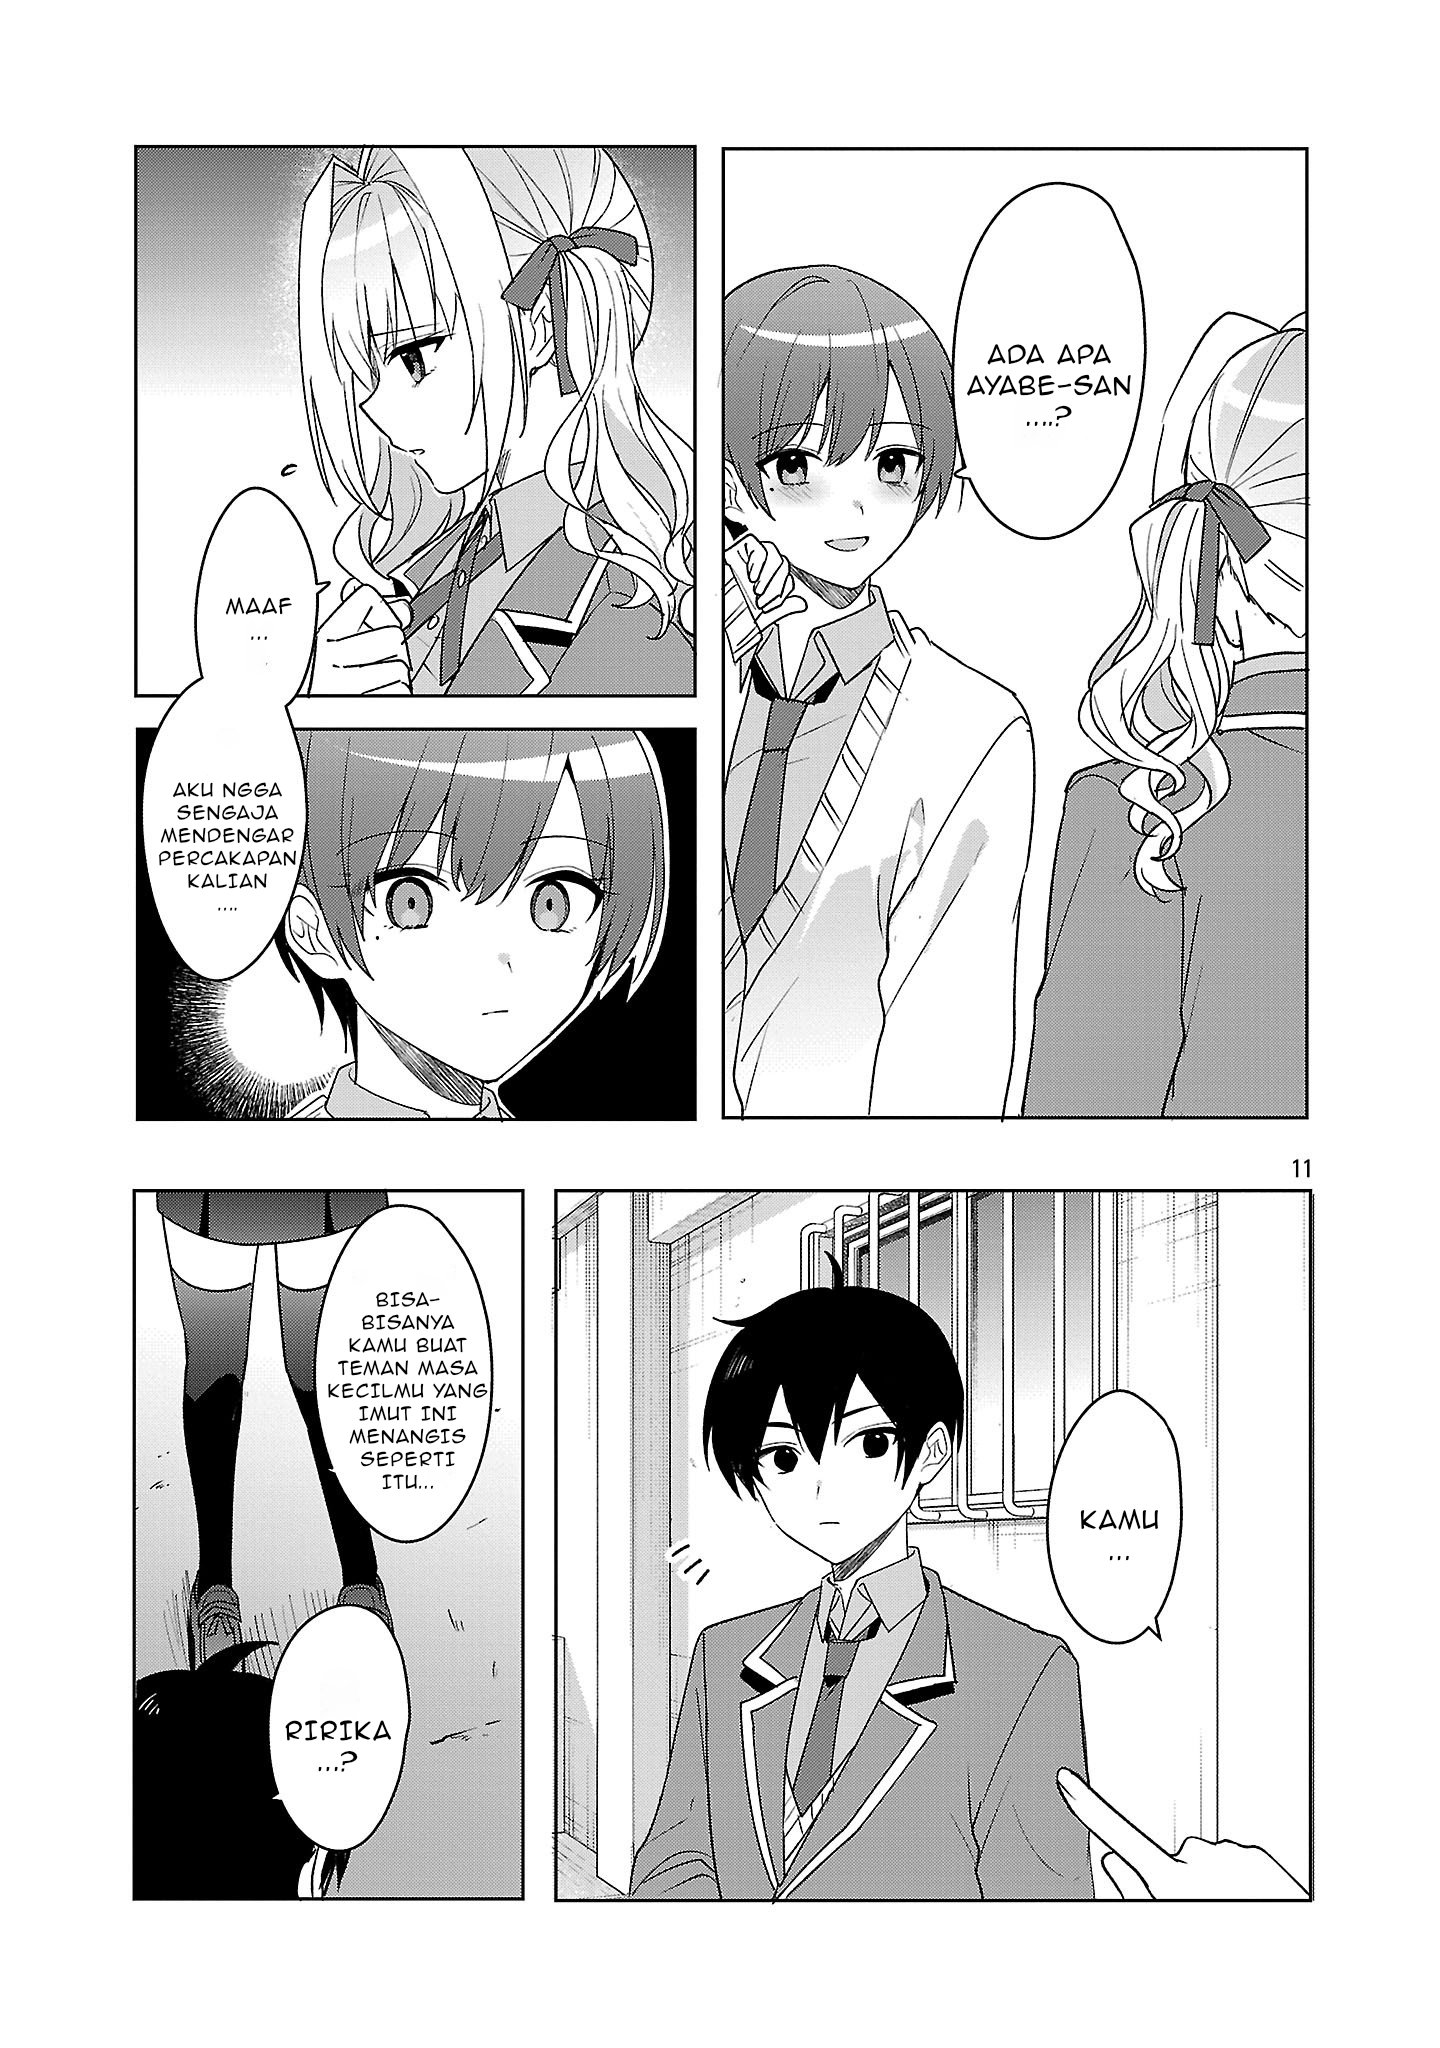 ADA APA
AYABE-SAN
....?
MAAF
...
AKU NGGA
SENGAJA
MENDENGAR
PERCAKAPAN
KALIAN
....
11
KAMU
...
BISA-
BISANYA
KAMU BUAT
TEMAN MASA
KECILMU YANG
IMUT INI
MENANGIS
SEPERTI
ITU...
RIRIKA
...?